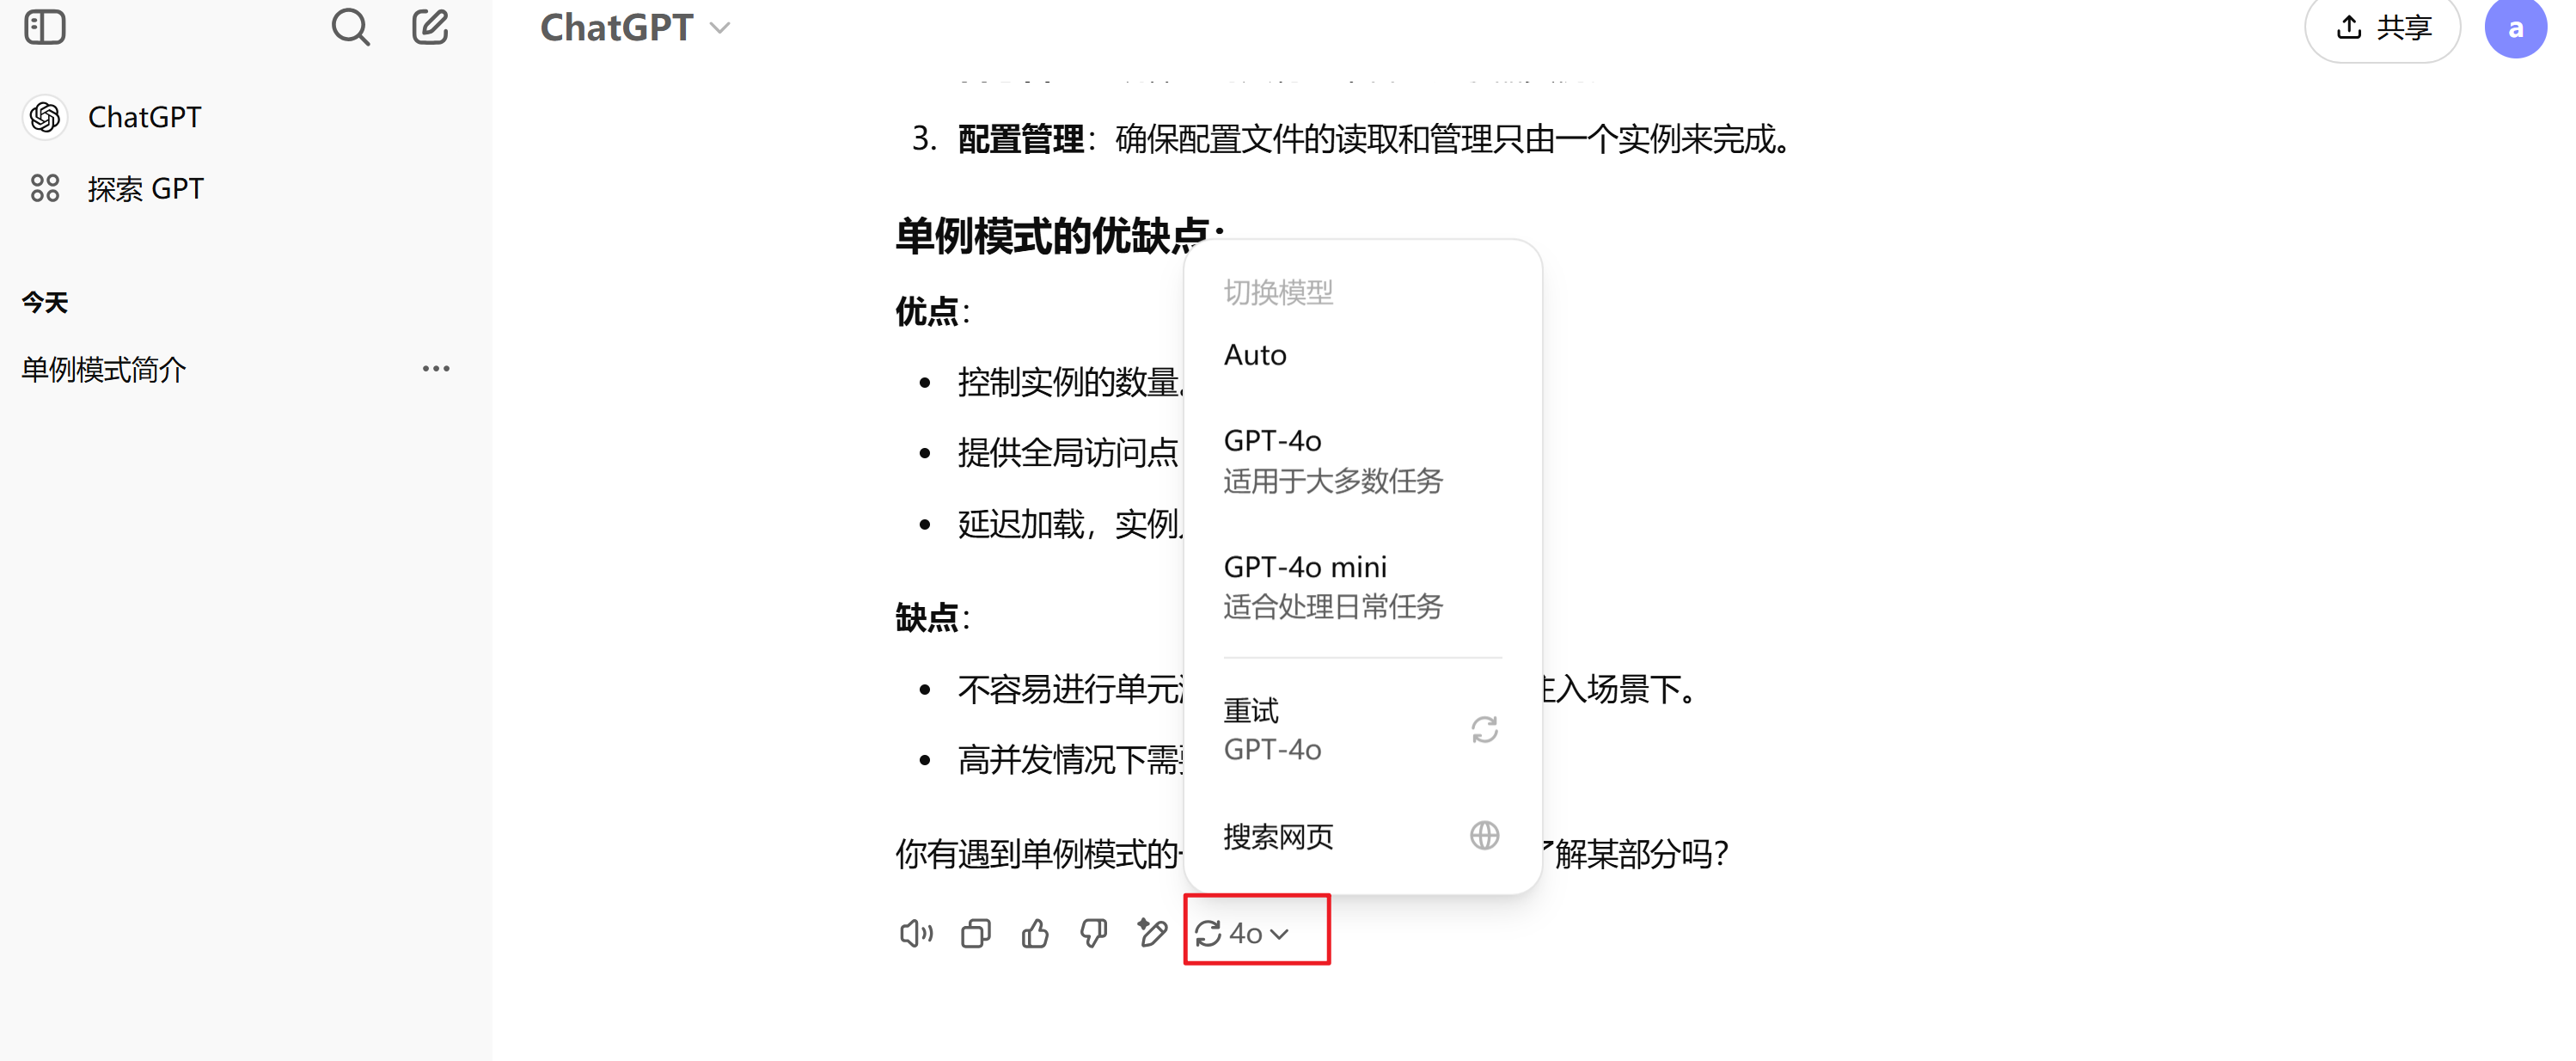 ChatGPT
共享
a
ChatGPT
探索 GPT
今天
单例模式简介
3. 配置管理：确保配置文件的读取和管理只由一个实例来完成。
单例模式的优缺点：
优点：
控制实例的数量
提供全局访问点
延迟加载，实例
缺点：
不容易进行单元 入场景下。
高并发情况下需
你有遇到单例模式的 解某部分吗？
切换模型
Auto
GPT-4o
适用于大多数任务
GPT-4o mini
适合处理日常任务
重试
GPT-4o
搜索网页
4o